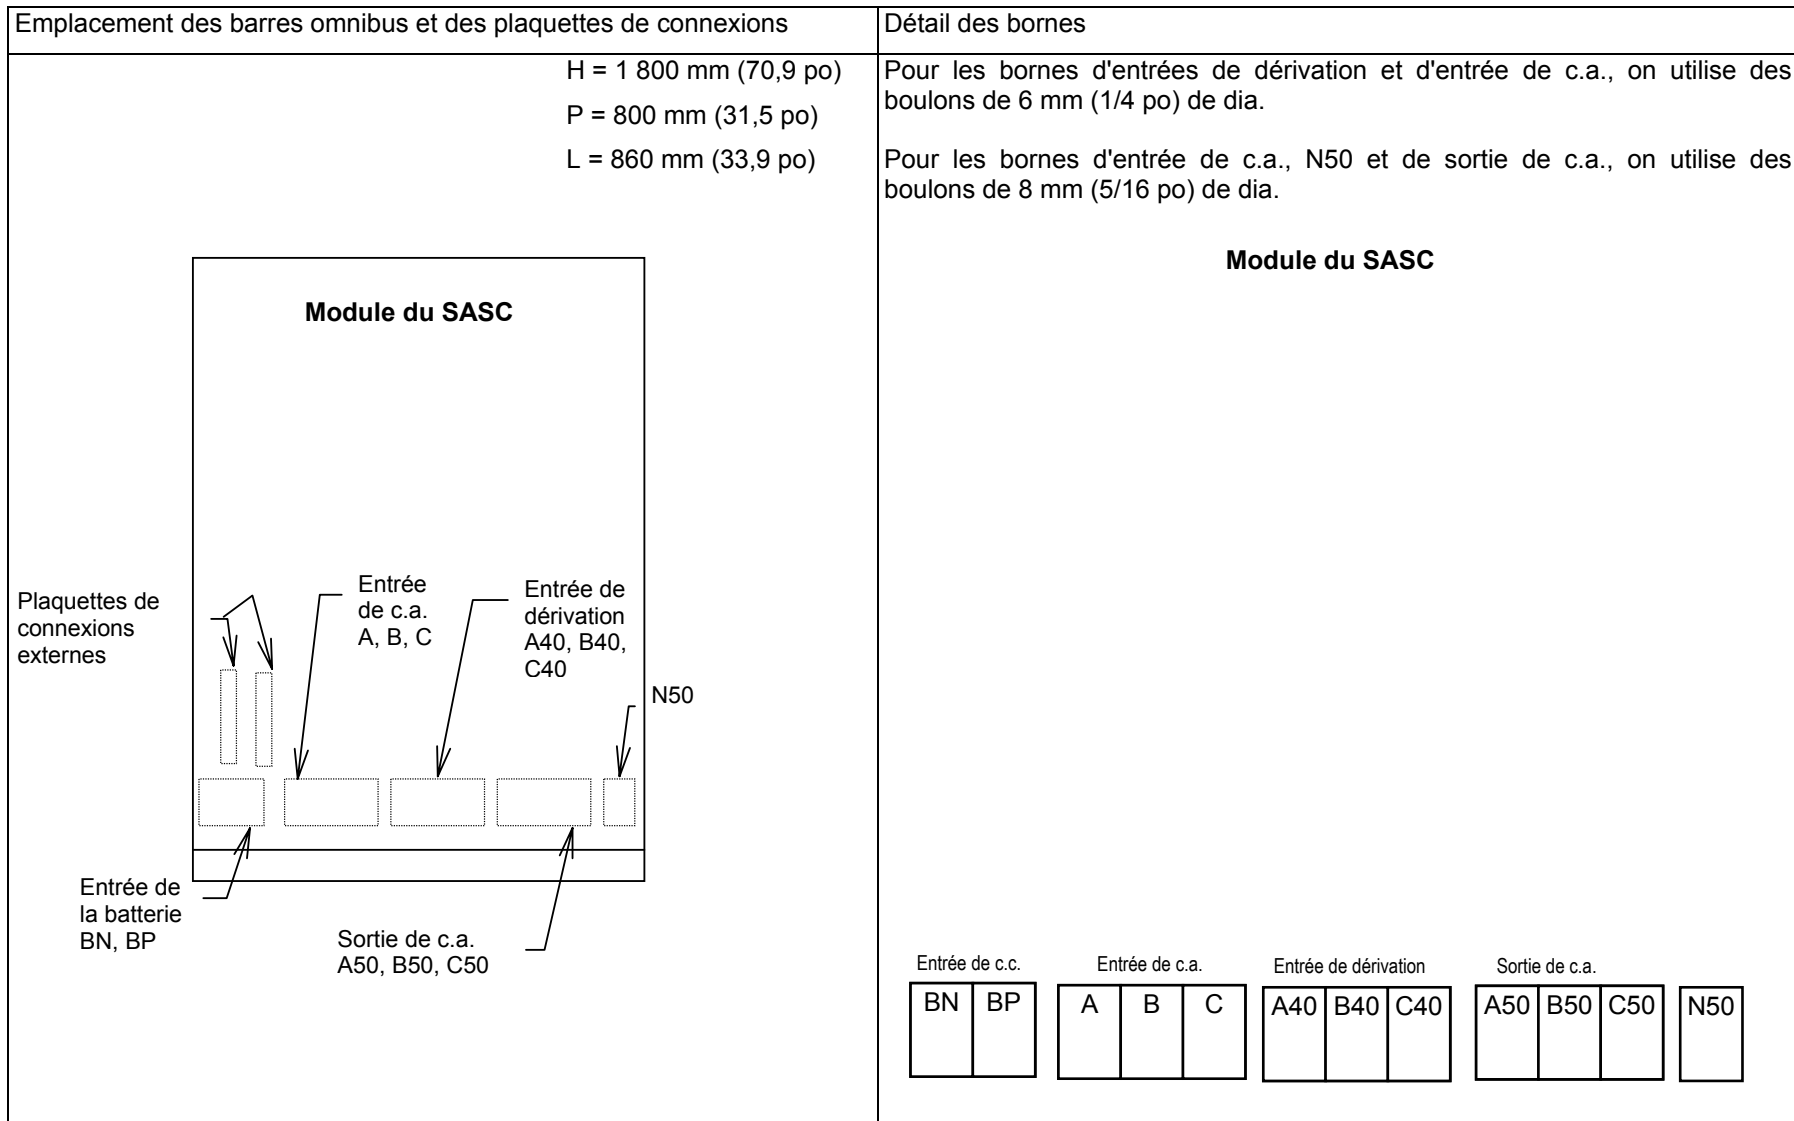 Emplacement des barres omnibus et des plaquettes de connexions
H = 1 800 mm (70,9 po)
P = 800 mm (31,5 po)
L = 860 mm (33,9 po)
Module du SASC
Plaquettes de
connexions
externes
Entrée
de c.a.
A, B, C
Entrée de
dérivation
A40, B40,
C40
N50
Entrée de
la batterie
BN, BP
Sortie de c.a.
A50, B50, C50
Détail des bornes
Pour les bornes d'entrées de dérivation et d'entrée de c.a., on utilise des
boulons de 6 mm (1/4 po) de dia.
Pour les bornes d'entrée de c.a., N50 et de sortie de c.a., on utilise des
boulons de 8 mm (5/16 po) de dia.
Module du SASC
Entrée de c.c. Entrée de c.a. Entrée de dérivation Sortie de c.a.
BN BP A B C A40 B40 C40 A50 B50 C50 N50